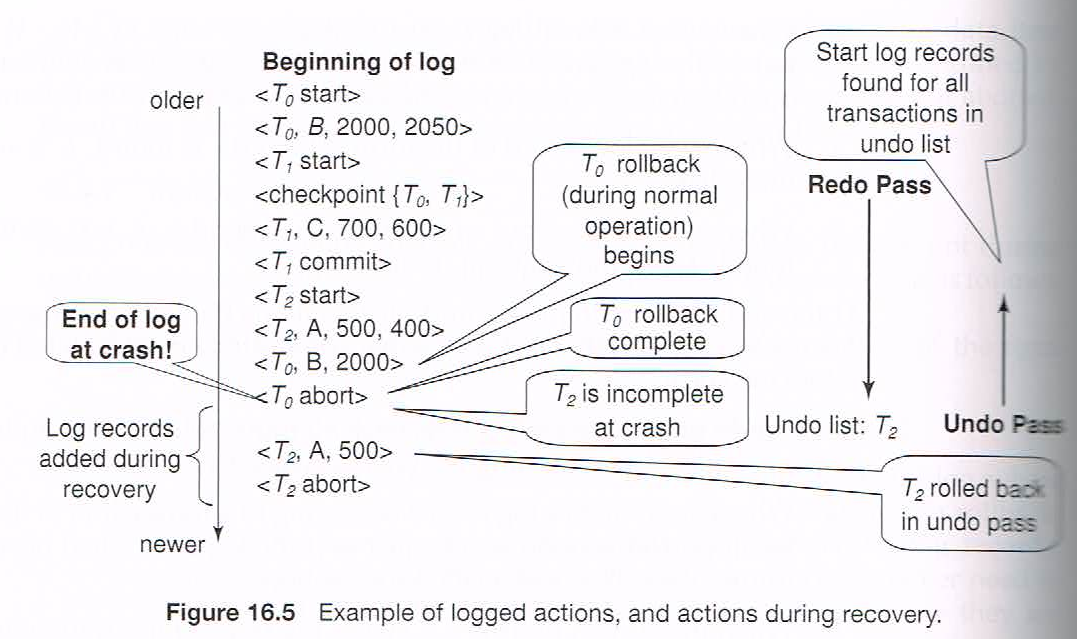 Beginning of log
older
<T0 start>
<T0, B, 2000, 2050>
<T1 start>
<checkpoint {T0, T1}>
<T1, C, 700, 600>
<T1 commit>
<T2 start>
<T2, A, 500, 400>
<T0, B, 2000>
<T0 abort>
<T2, A, 500>
<T2 abort>
newer
End of log
at crash!
Log records
added during
recovery
T0 rollback
(during normal
operation)
begins
T0 rollback
complete
T2 is incomplete
at crash
Start log records
found for all
transactions in
undo list
Redo Pass
Undo list: T2
Undo Pass
T2 rolled back
in undo pass
Figure 16.5 Example of logged actions, and actions during recovery.